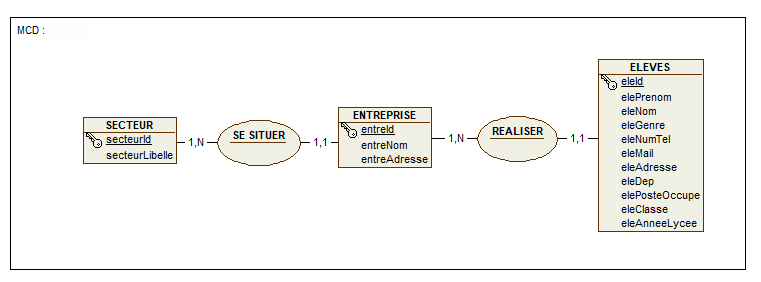 MCD :
SECTEUR
secteurId
secteurLibelle
1,N
SE SITUER
1,1
ENTREPRISE
entreId
entreNom
entreAdresse
1,N
REALISER
1,1
ELEVES
eleId
elePrenom
eleNom
eleGenre
eleNumTel
eleMail
eleAdresse
eleDep
elePosteOccupe
eleClasse
eleAnneeLycee